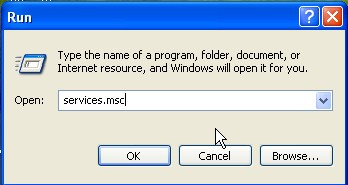 Run
Type the name of a program, folder, document, or
Internet resource, and Windows will open it for you.
Open: services.msc
OK Cancel Browse...